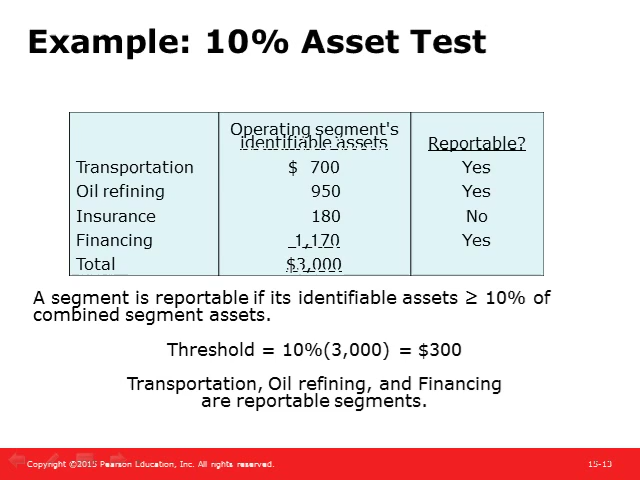 Example: 10% Asset Test
Operating segment's
identifiable assets
Reportable?
Transportation $ 700 Yes
Oil refining 950 Yes
Insurance 180 No
Financing 1,170 Yes
Total $3,000
A segment is reportable if its identifiable assets ≥ 10% of
combined segment assets.
Threshold = 10%(3,000) = $300
Transportation, Oil refining, and Financing
are reportable segments.
Copyright ©2015 Pearson Education, Inc. All rights reserved. 15-13